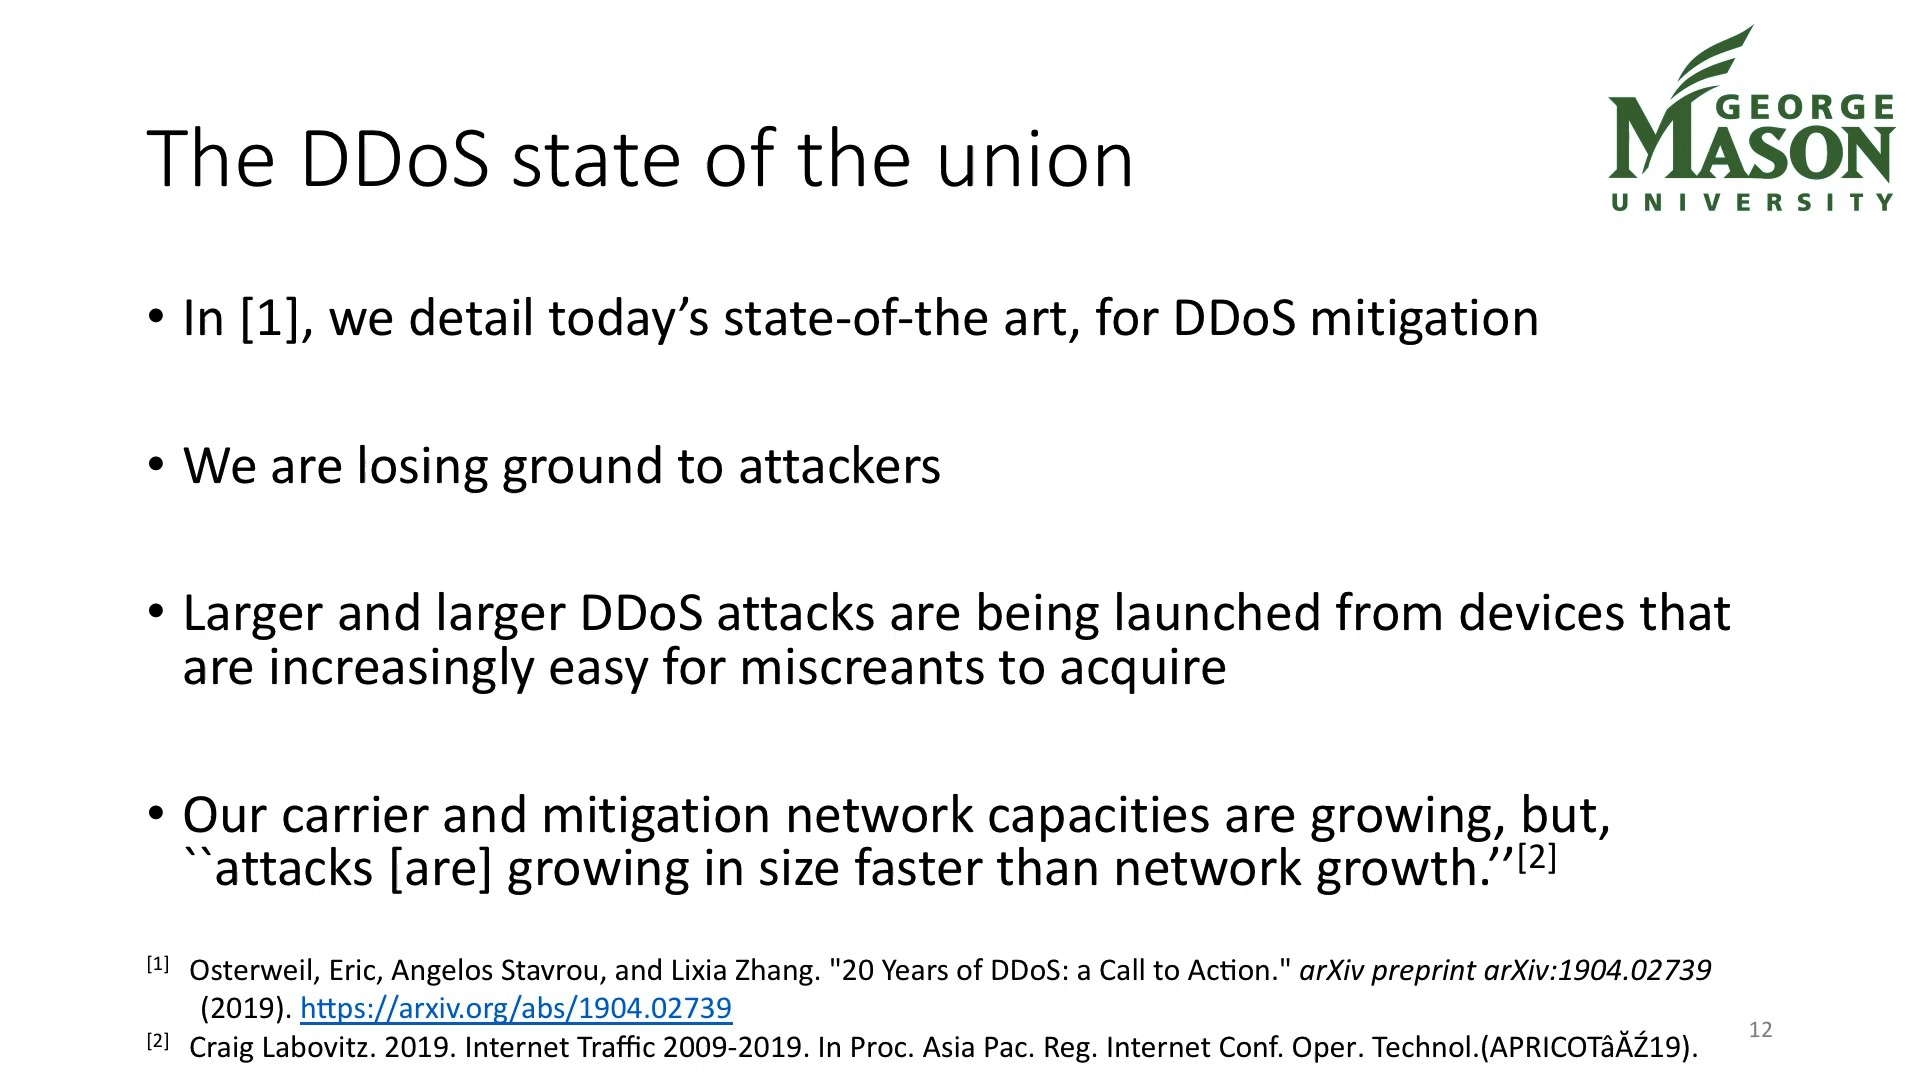 GEORGE
MASON
UNIVERSITY
The DDoS state of the union
• In [1], we detail today’s state-of-the art, for DDoS mitigation
• We are losing ground to attackers
• Larger and larger DDoS attacks are being launched from devices that
are increasingly easy for miscreants to acquire
• Our carrier and mitigation network capacities are growing, but,
``attacks [are] growing in size faster than network growth.’’[2]
[1] Osterweil, Eric, Angelos Stavrou, and Lixia Zhang. "20 Years of DDoS: a Call to Action." arXiv preprint arXiv:1904.02739
(2019). https://arxiv.org/abs/1904.02739
[2] Craig Labovitz. 2019. Internet Traffic 2009-2019. In Proc. Asia Pac. Reg. Internet Conf. Oper. Technol.(APRICOTâĂŹ19).
12